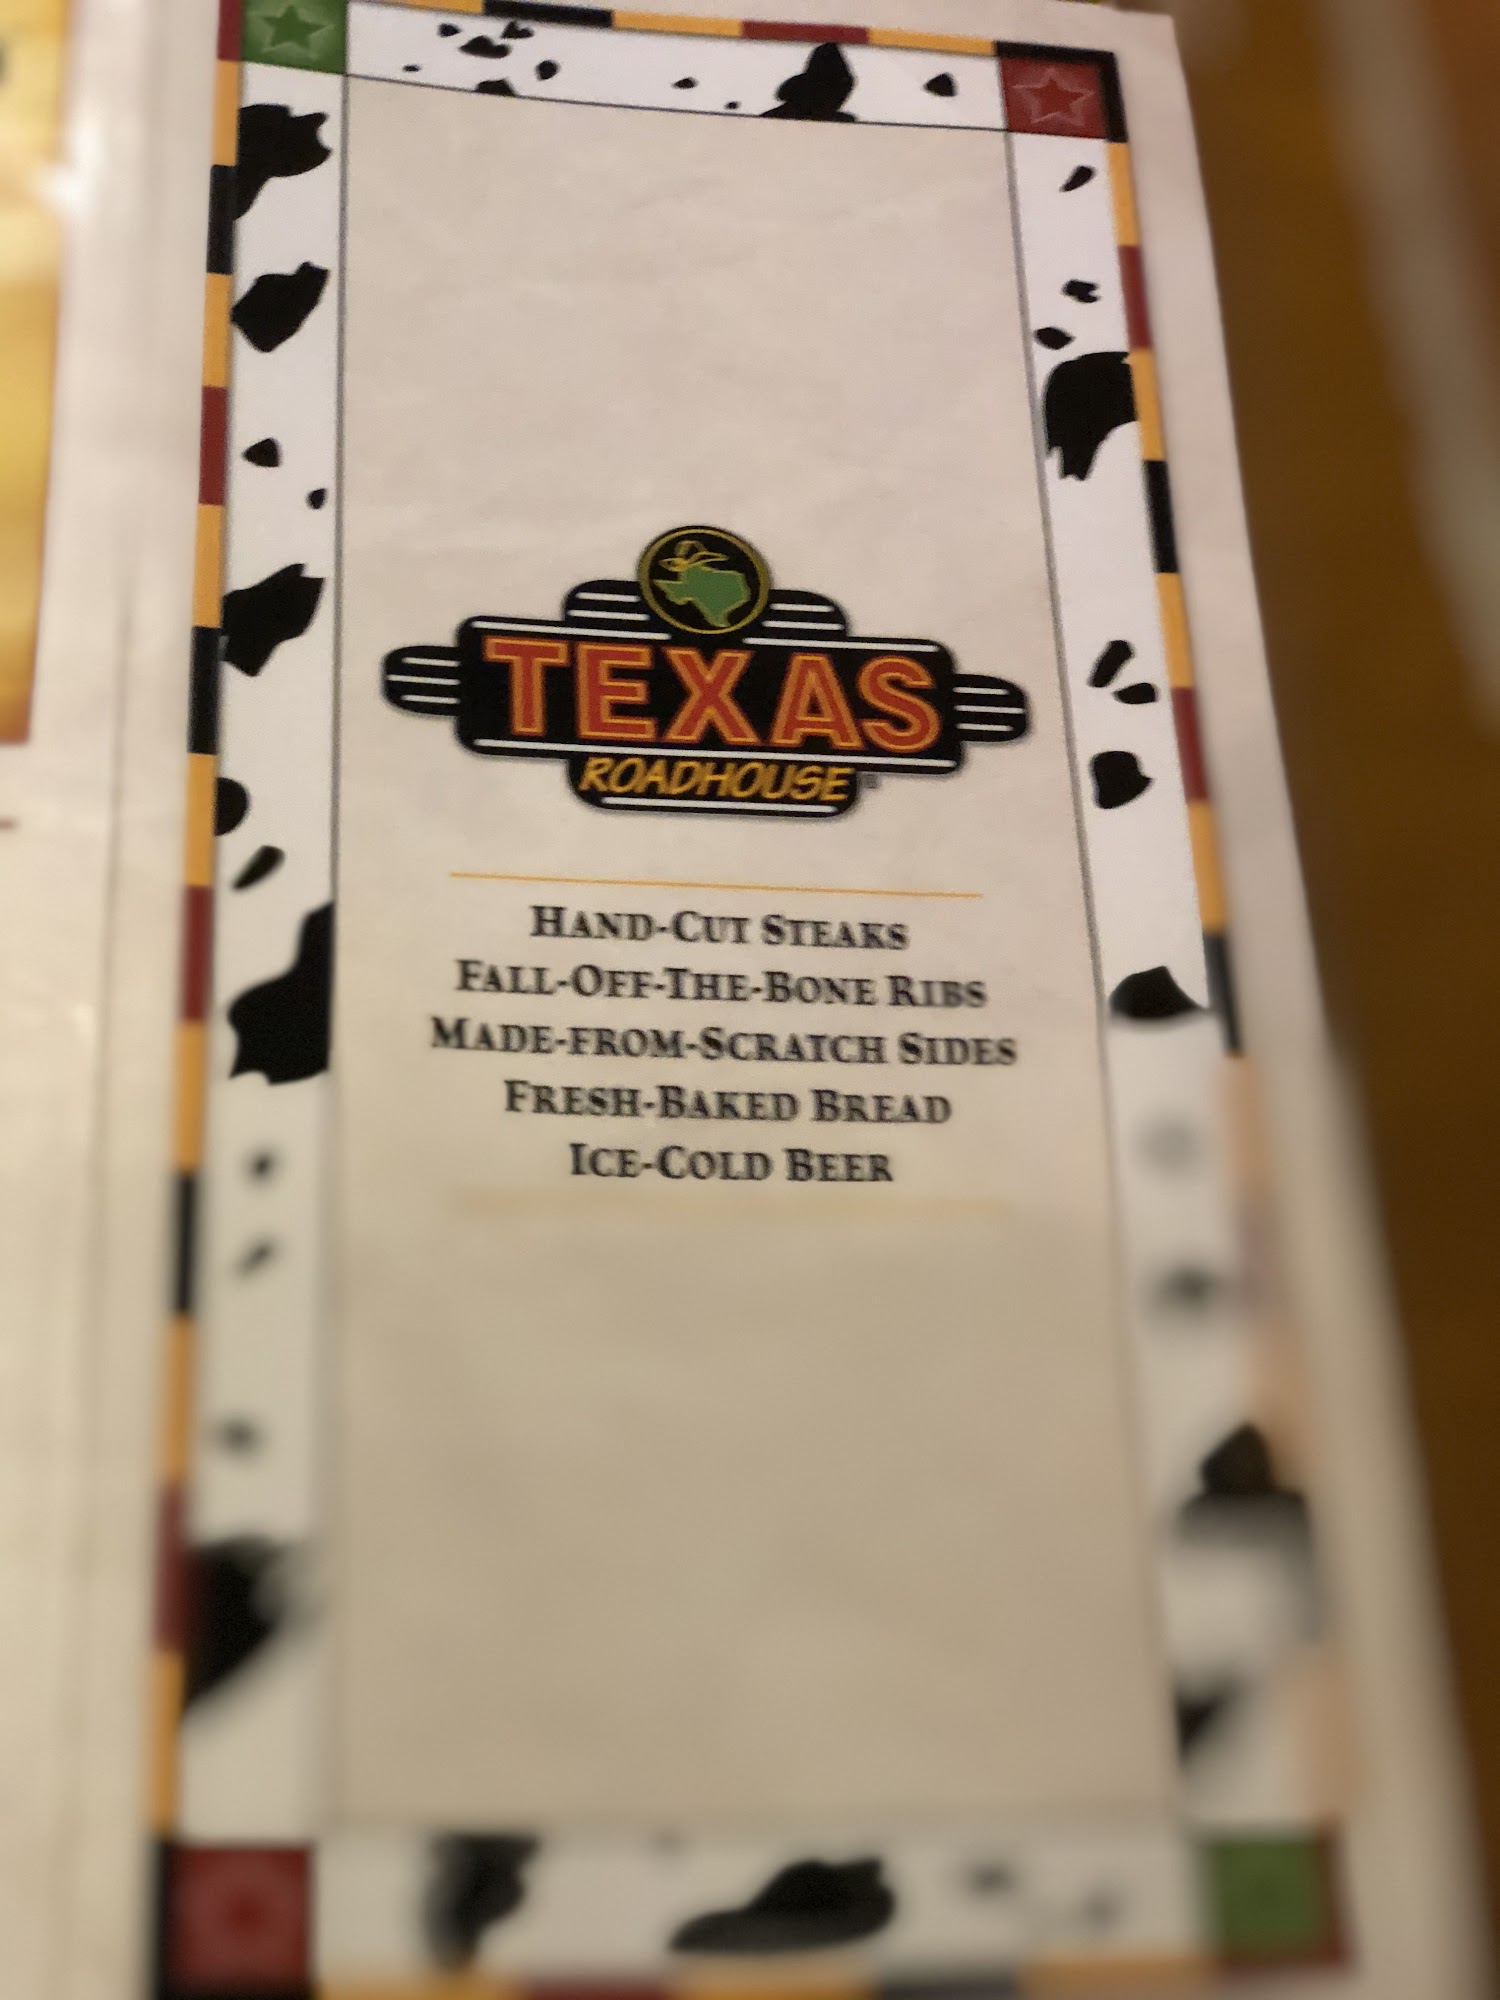 TEXAS
ROADHOUSE®
HAND-CUT STEAKS
FALL-OFF-THE-BONE RIBS
MADE-FROM-SCRATCH SIDES
FRESH-BAKED BREAD
ICE-COLD BEER